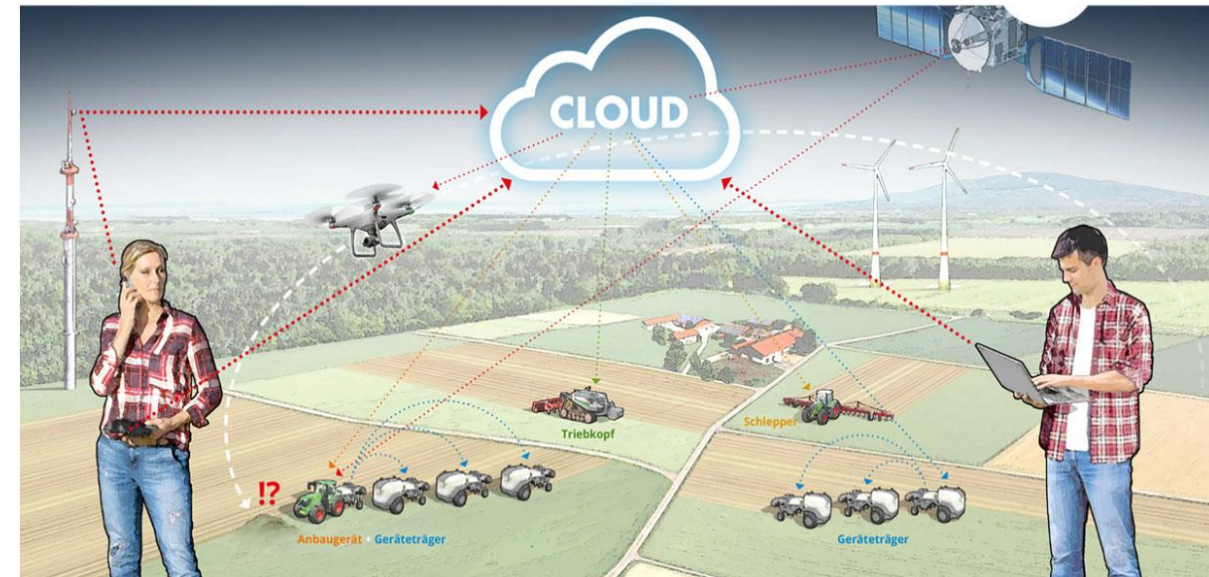 CLOUD
Triebkopf
Schlepper
!?
Anbaugerät + Geräteträger
Geräteträger